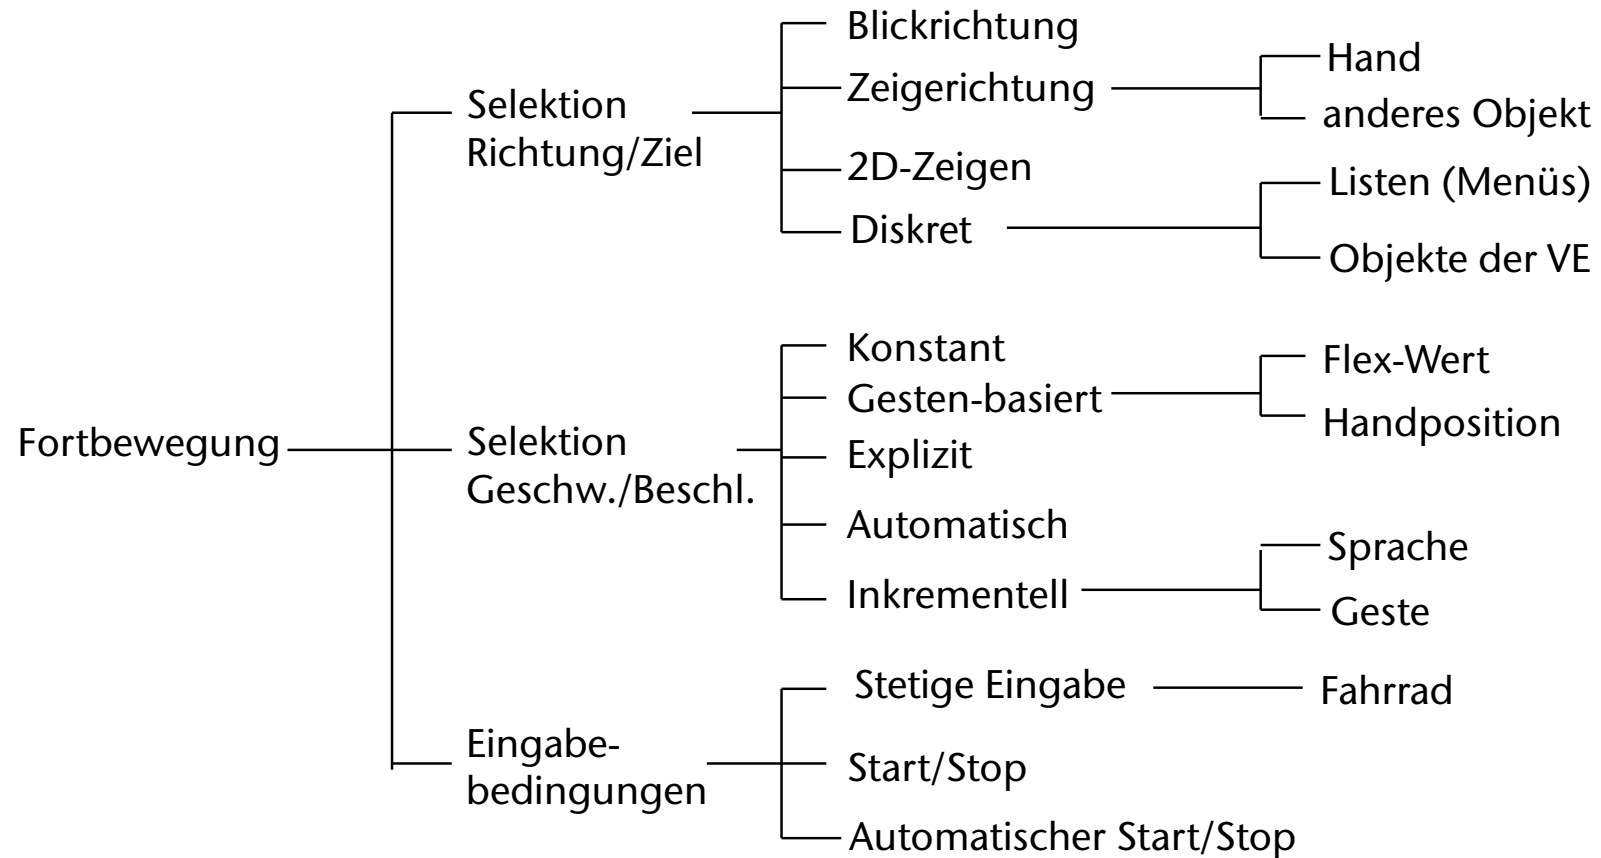 Fortbewegung
Selektion
Richtung/Ziel
Blickrichtung
Zeigerichtung
Hand
anderes Objekt
2D-Zeigen
Diskret
Listen (Menüs)
Objekte der VE
Selektion
Geschw./Beschl.
Konstant
Gesten-basiert
Flex-Wert
Handposition
Explizit
Automatisch
Inkrementell
Sprache
Geste
Eingabe-
bedingungen
Stetige Eingabe
Fahrrad
Start/Stop
Automatischer Start/Stop